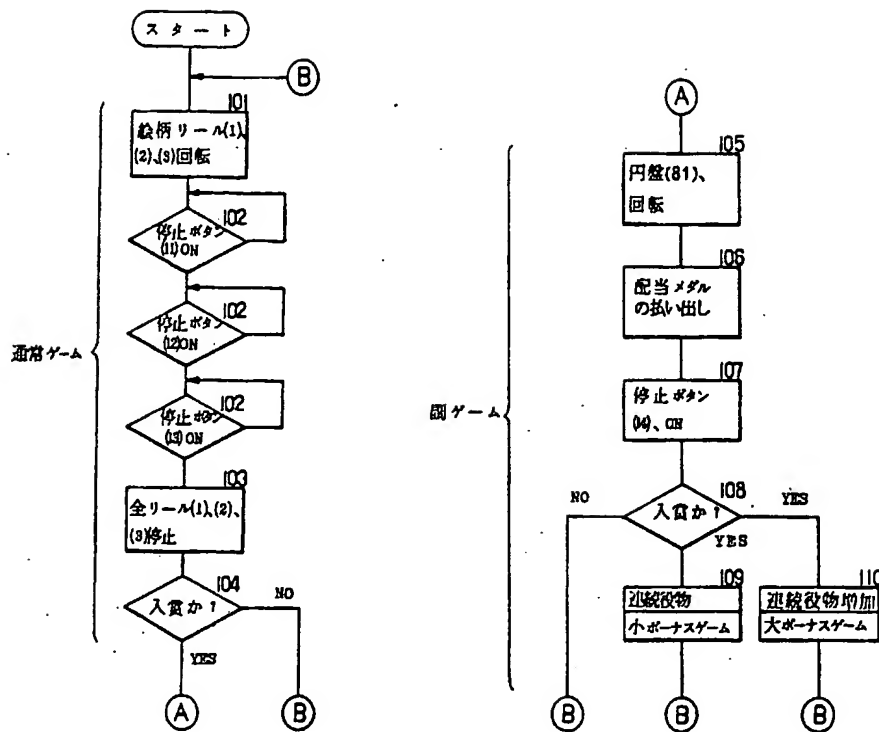 スタート
B
101
絵柄リール(1)、
(2)、(3)回転
102
停止ボタン
(11)ON
102
停止ボタン
(12)ON
102
停止ボタン
(13)ON
103
全リール(1)、(2)、
(3)停止
104
入賞か?
NO
YES
A
B
通常ゲーム
A
105
円盤(81)、
回転
106
配当メダル
の払い出し
107
停止ボタン
(14)、ON
108
入賞か?
NO
YES
YES
109
連続役物
小ボーナスゲーム
110
連続役物増加
大ボーナスゲーム
B
B
B
ゲーム